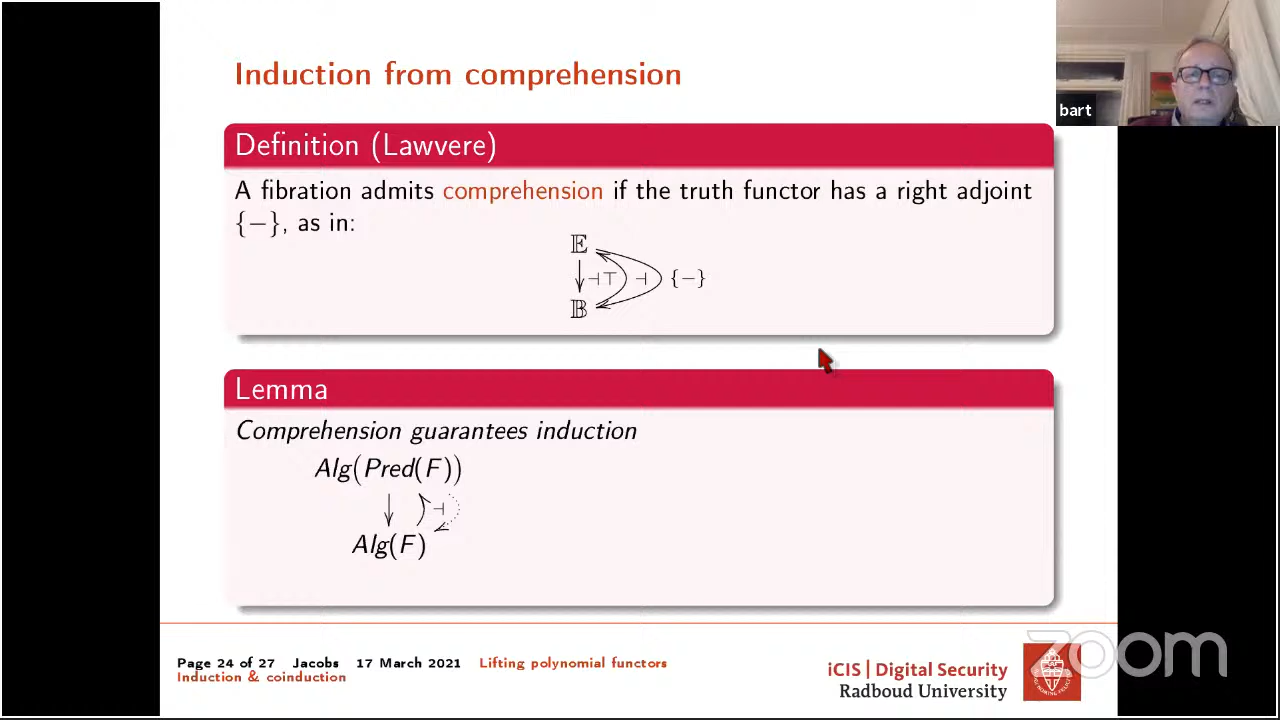 Induction from comprehension
bart
Definition (Lawvere)
A fibration admits comprehension if the truth functor has a right adjoint
{−}, as in:
𝔼
⊣ ⊤ ⊣ {−}
𝔹
Lemma
Comprehension guarantees induction
Alg(Pred(F))
⊣
Alg(F)
Page 24 of 27 Jacobs 17 March 2021 Lifting polynomial functors
Induction & coinduction
iCIS | Digital Security
Radboud University
zoom